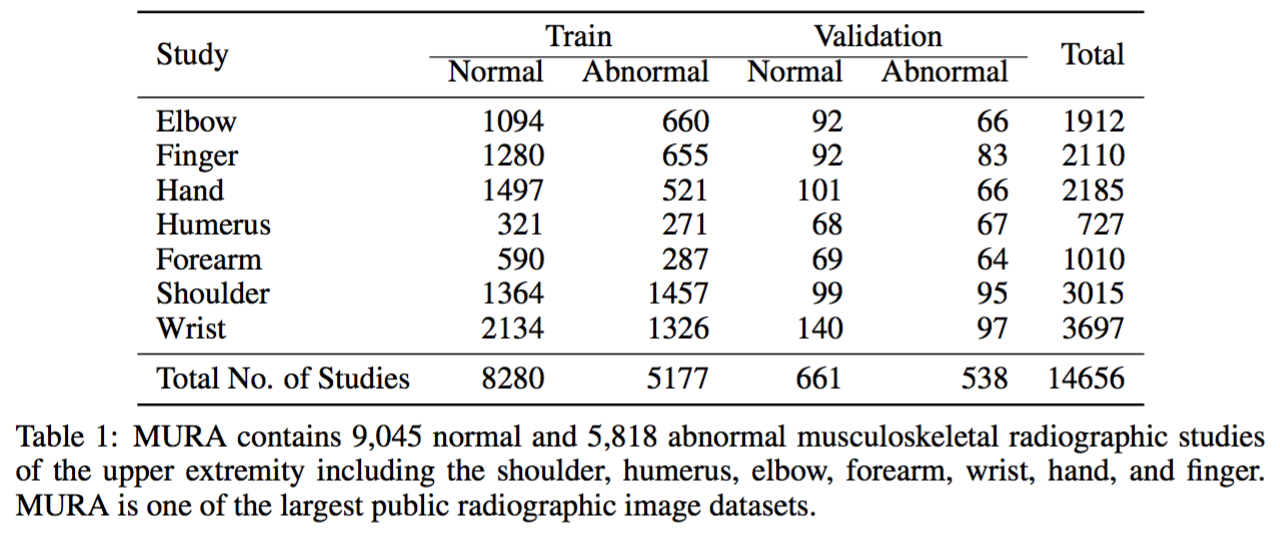 Study Train Validation Total
Normal Abnormal Normal Abnormal
Elbow 1094 660 92 66 1912
Finger 1280 655 92 83 2110
Hand 1497 521 101 66 2185
Humerus 321 271 68 67 727
Forearm 590 287 69 64 1010
Shoulder 1364 1457 99 95 3015
Wrist 2134 1326 140 97 3697
Total No. of Studies 8280 5177 661 538 14656
Table 1: MURA contains 9,045 normal and 5,818 abnormal musculoskeletal radiographic studies
of the upper extremity including the shoulder, humerus, elbow, forearm, wrist, hand, and finger.
MURA is one of the largest public radiographic image datasets.